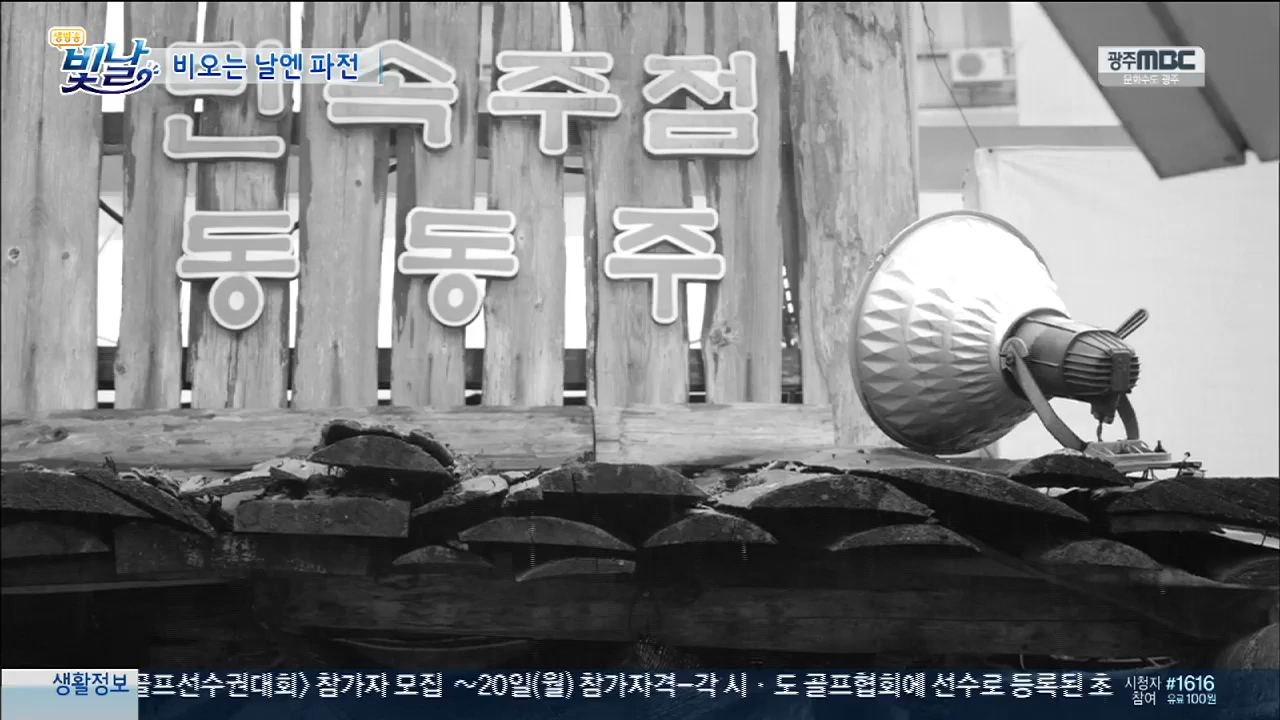 생방송
빛날
비오는 날엔 파전
광주MBC
문화수도 광주
민속주점
동동주
생활정보
골프선수권대회〉 참가자 모집 ～20일(월) 참가자격-각 시·도 골프협회에 선수로 등록된 초
시청자 참여
#1616
유료100원